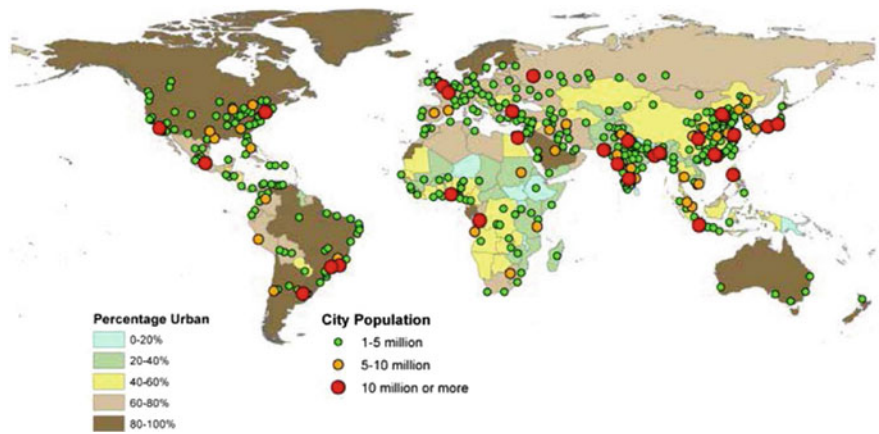 Percentage Urban
0-20%
20-40%
40-60%
60-80%
80-100%
City Population
1-5 million
5-10 million
10 million or more